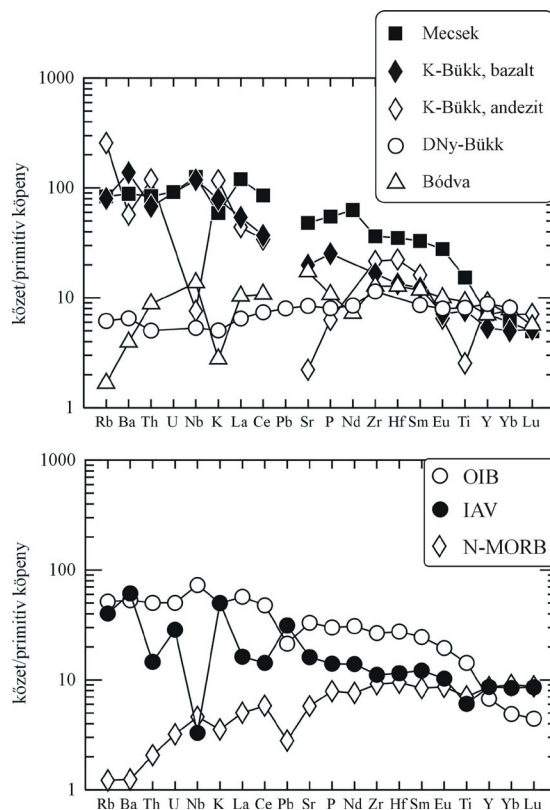 Mecsek
K-Bükk, bazalt
K-Bükk, andezit
DNy-Bükk
Bódva
kőzet/primitív köpeny
1000
100
10
1
Rb Ba Th U Nb K La Ce Pb Sr P Nd Zr Hf Sm Eu Ti Y Yb Lu
OIB
IAV
N-MORB
kőzet/primitív köpeny
1000
100
10
1
Rb Ba Th U Nb K La Ce Pb Sr P Nd Zr Hf Sm Eu Ti Y Yb Lu